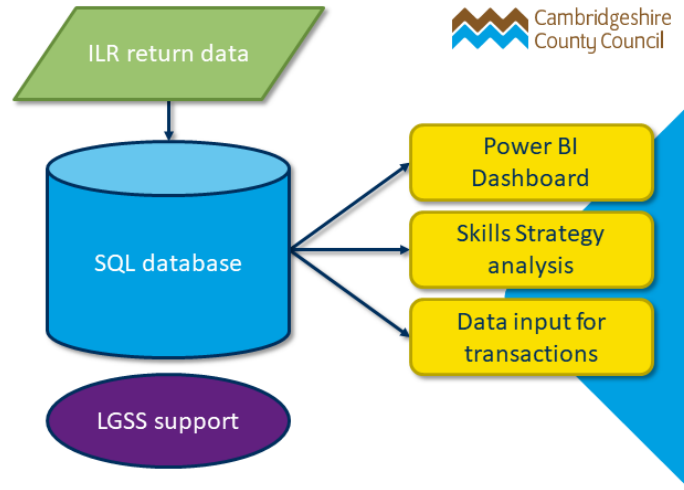 ILR return data
Cambridgeshire
County Council
Power BI
Dashboard
SQL database
Skills Strategy
analysis
Data input for
transactions
LGSS support